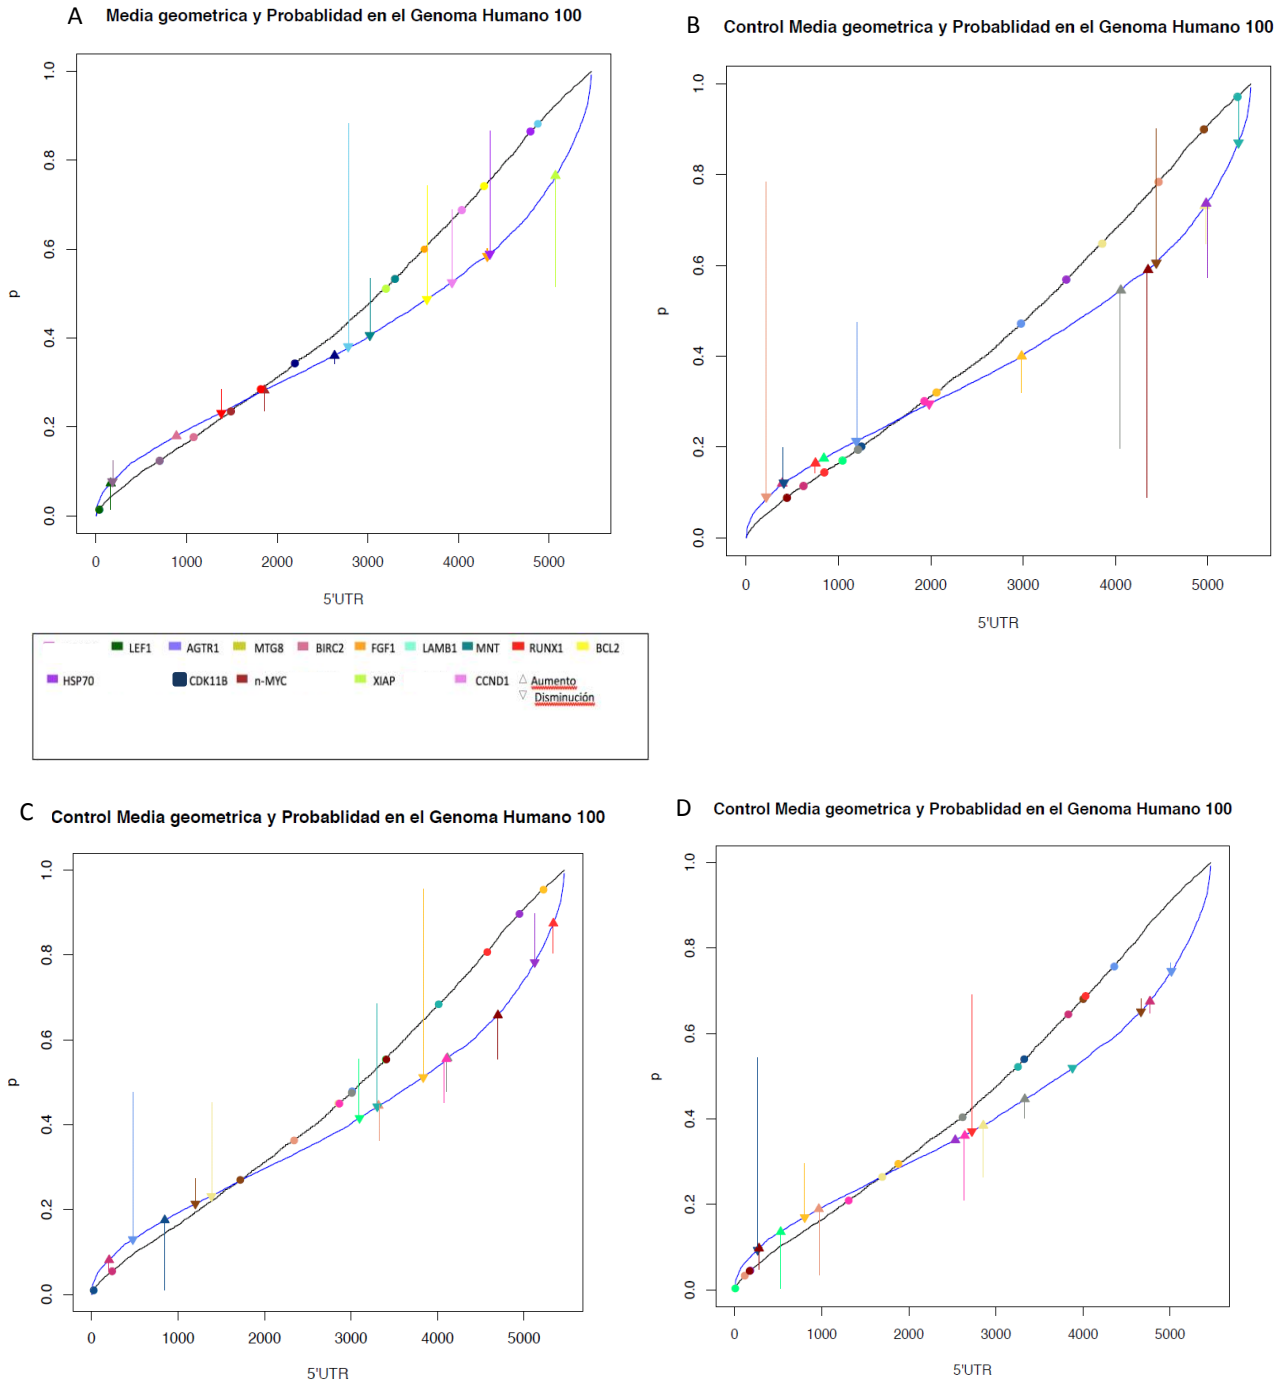 A Media geometrica y Probablidad en el Genoma Humano 100
1.0
0.8
0.6
0.4
0.2
0.0
p
0 1000 2000 3000 4000 5000
5'UTR
B Control Media geometrica y Probablidad en el Genoma Humano 100
1.0
0.8
0.6
0.4
0.2
0.0
p
0 1000 2000 3000 4000 5000
5'UTR
LEF1 AGTR1 MTG8 BIRC2 FGF1 LAMB1 MNT RUNX1 BCL2
HSP70 CDK11B n-MYC XIAP CCND1 Aumento
Disminución
C Control Media geometrica y Probablidad en el Genoma Humano 100
1.0
0.8
0.6
0.4
0.2
0.0
p
0 1000 2000 3000 4000 5000
5'UTR
D Control Media geometrica y Probablidad en el Genoma Humano 100
1.0
0.8
0.6
0.4
0.2
0.0
p
0 1000 2000 3000 4000 5000
5'UTR